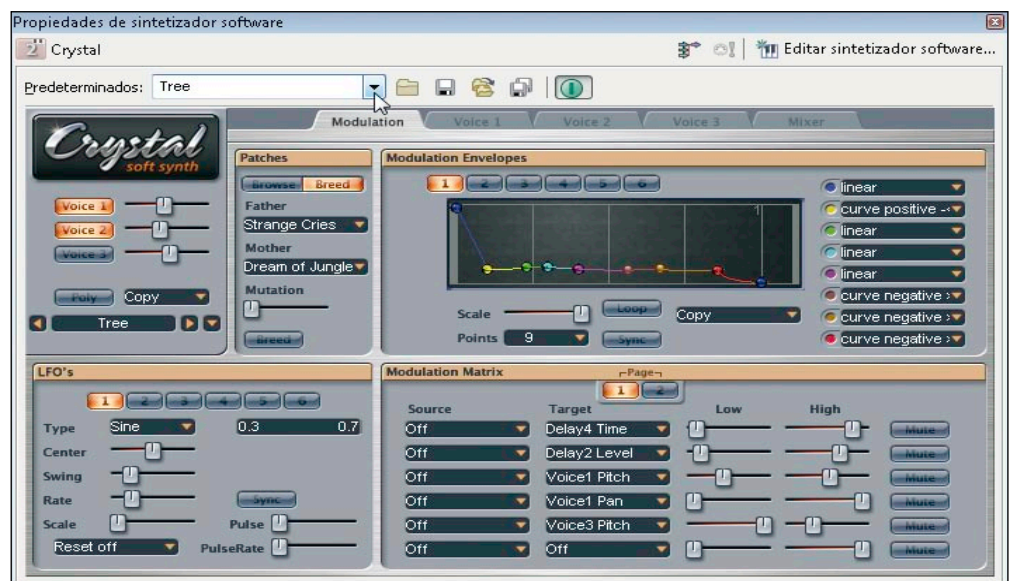 Propiedades de sintetizador software
2 Crystal
Editar sintetizador software...
Predeterminados: Tree
Crystal
soft synth
Modulation Voice 1 Voice 2 Voice 3 Mixer
Voice 1
Voice 2
Voice 3
Poly Copy
Tree
Patches
Browse Breed
Father
Strange Cries
Mother
Dream of Jungle
Mutation
Breed
Modulation Envelopes
1 2 3 4 5 6
1
Scale Loop Copy
Points 9 Sync
linear
curve positive -<
linear
linear
linear
curve negative >
curve negative >
curve negative >
LFO's
1 2 3 4 5 6
Type Sine 0.3 0.7
Center
Swing
Rate Sync
Scale Pulse
Reset off PulseRate
Modulation Matrix
Page
1 2
Source Target Low High
Off Delay4 Time Mute
Off Delay2 Level Mute
Off Voice1 Pitch Mute
Off Voice1 Pan Mute
Off Voice3 Pitch Mute
Off Off Mute